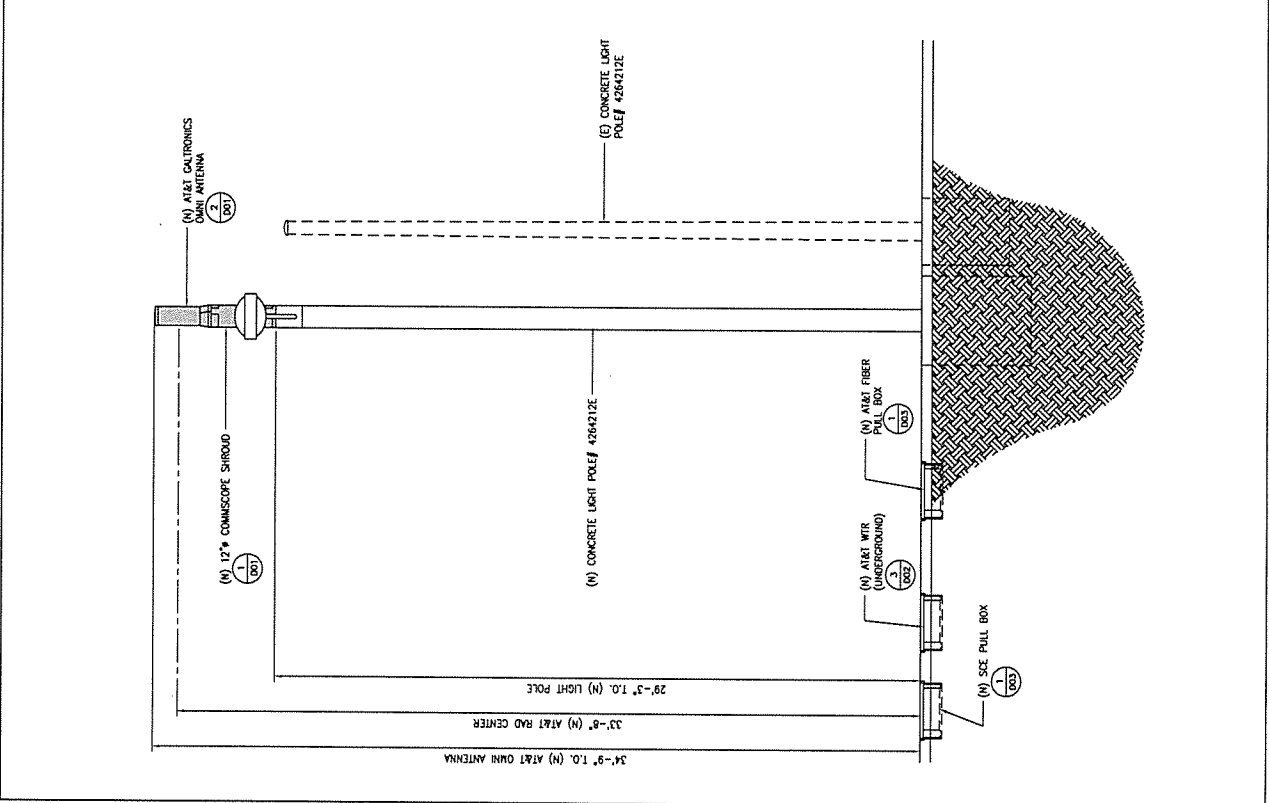 (N) AT&T GALTRONICS
OMNI ANTENNA
2
D01
(E) CONCRETE LIGHT
POLE# 4264212E
(N) 12"ø COMMSCOPE SHROUD
1
D01
(N) CONCRETE LIGHT POLE# 4264212E
(N) AT&T FIBER
PULL BOX
1
D03
(N) AT&T WTR
(UNDERGROUND)
3
D02
(N) SCE PULL BOX
1
D03
29'-3" T.O. (N) LIGHT POLE
33'-8" (N) AT&T RAD CENTER
34'-9" T.O. (N) AT&T OMNI ANTENNA